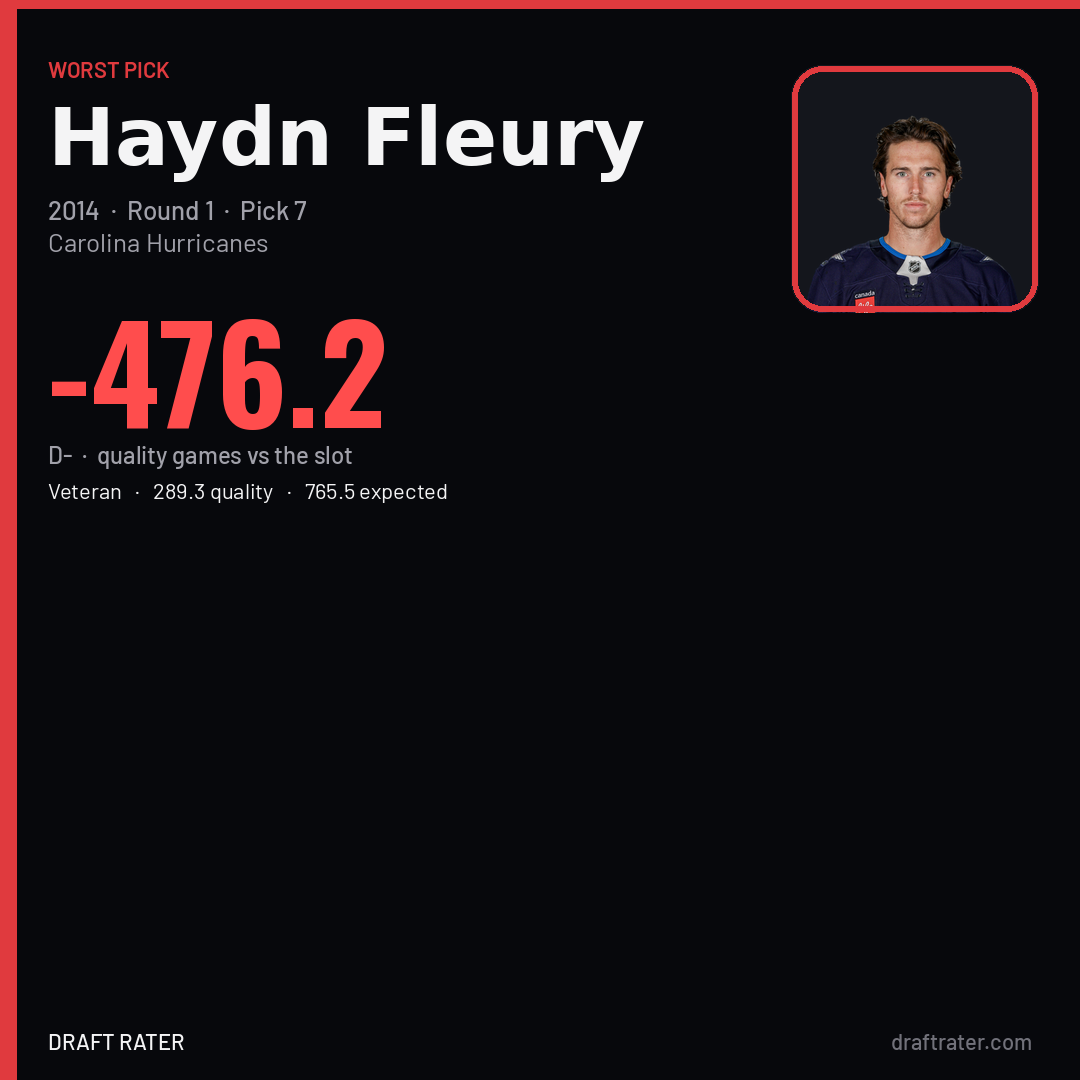 WORST PICK
Haydn Fleury
2014 · Round 1 · Pick 7
Carolina Hurricanes
canada
-476.2
D- · quality games vs the slot
Veteran · 289.3 quality · 765.5 expected
DRAFT RATER
draftrater.com